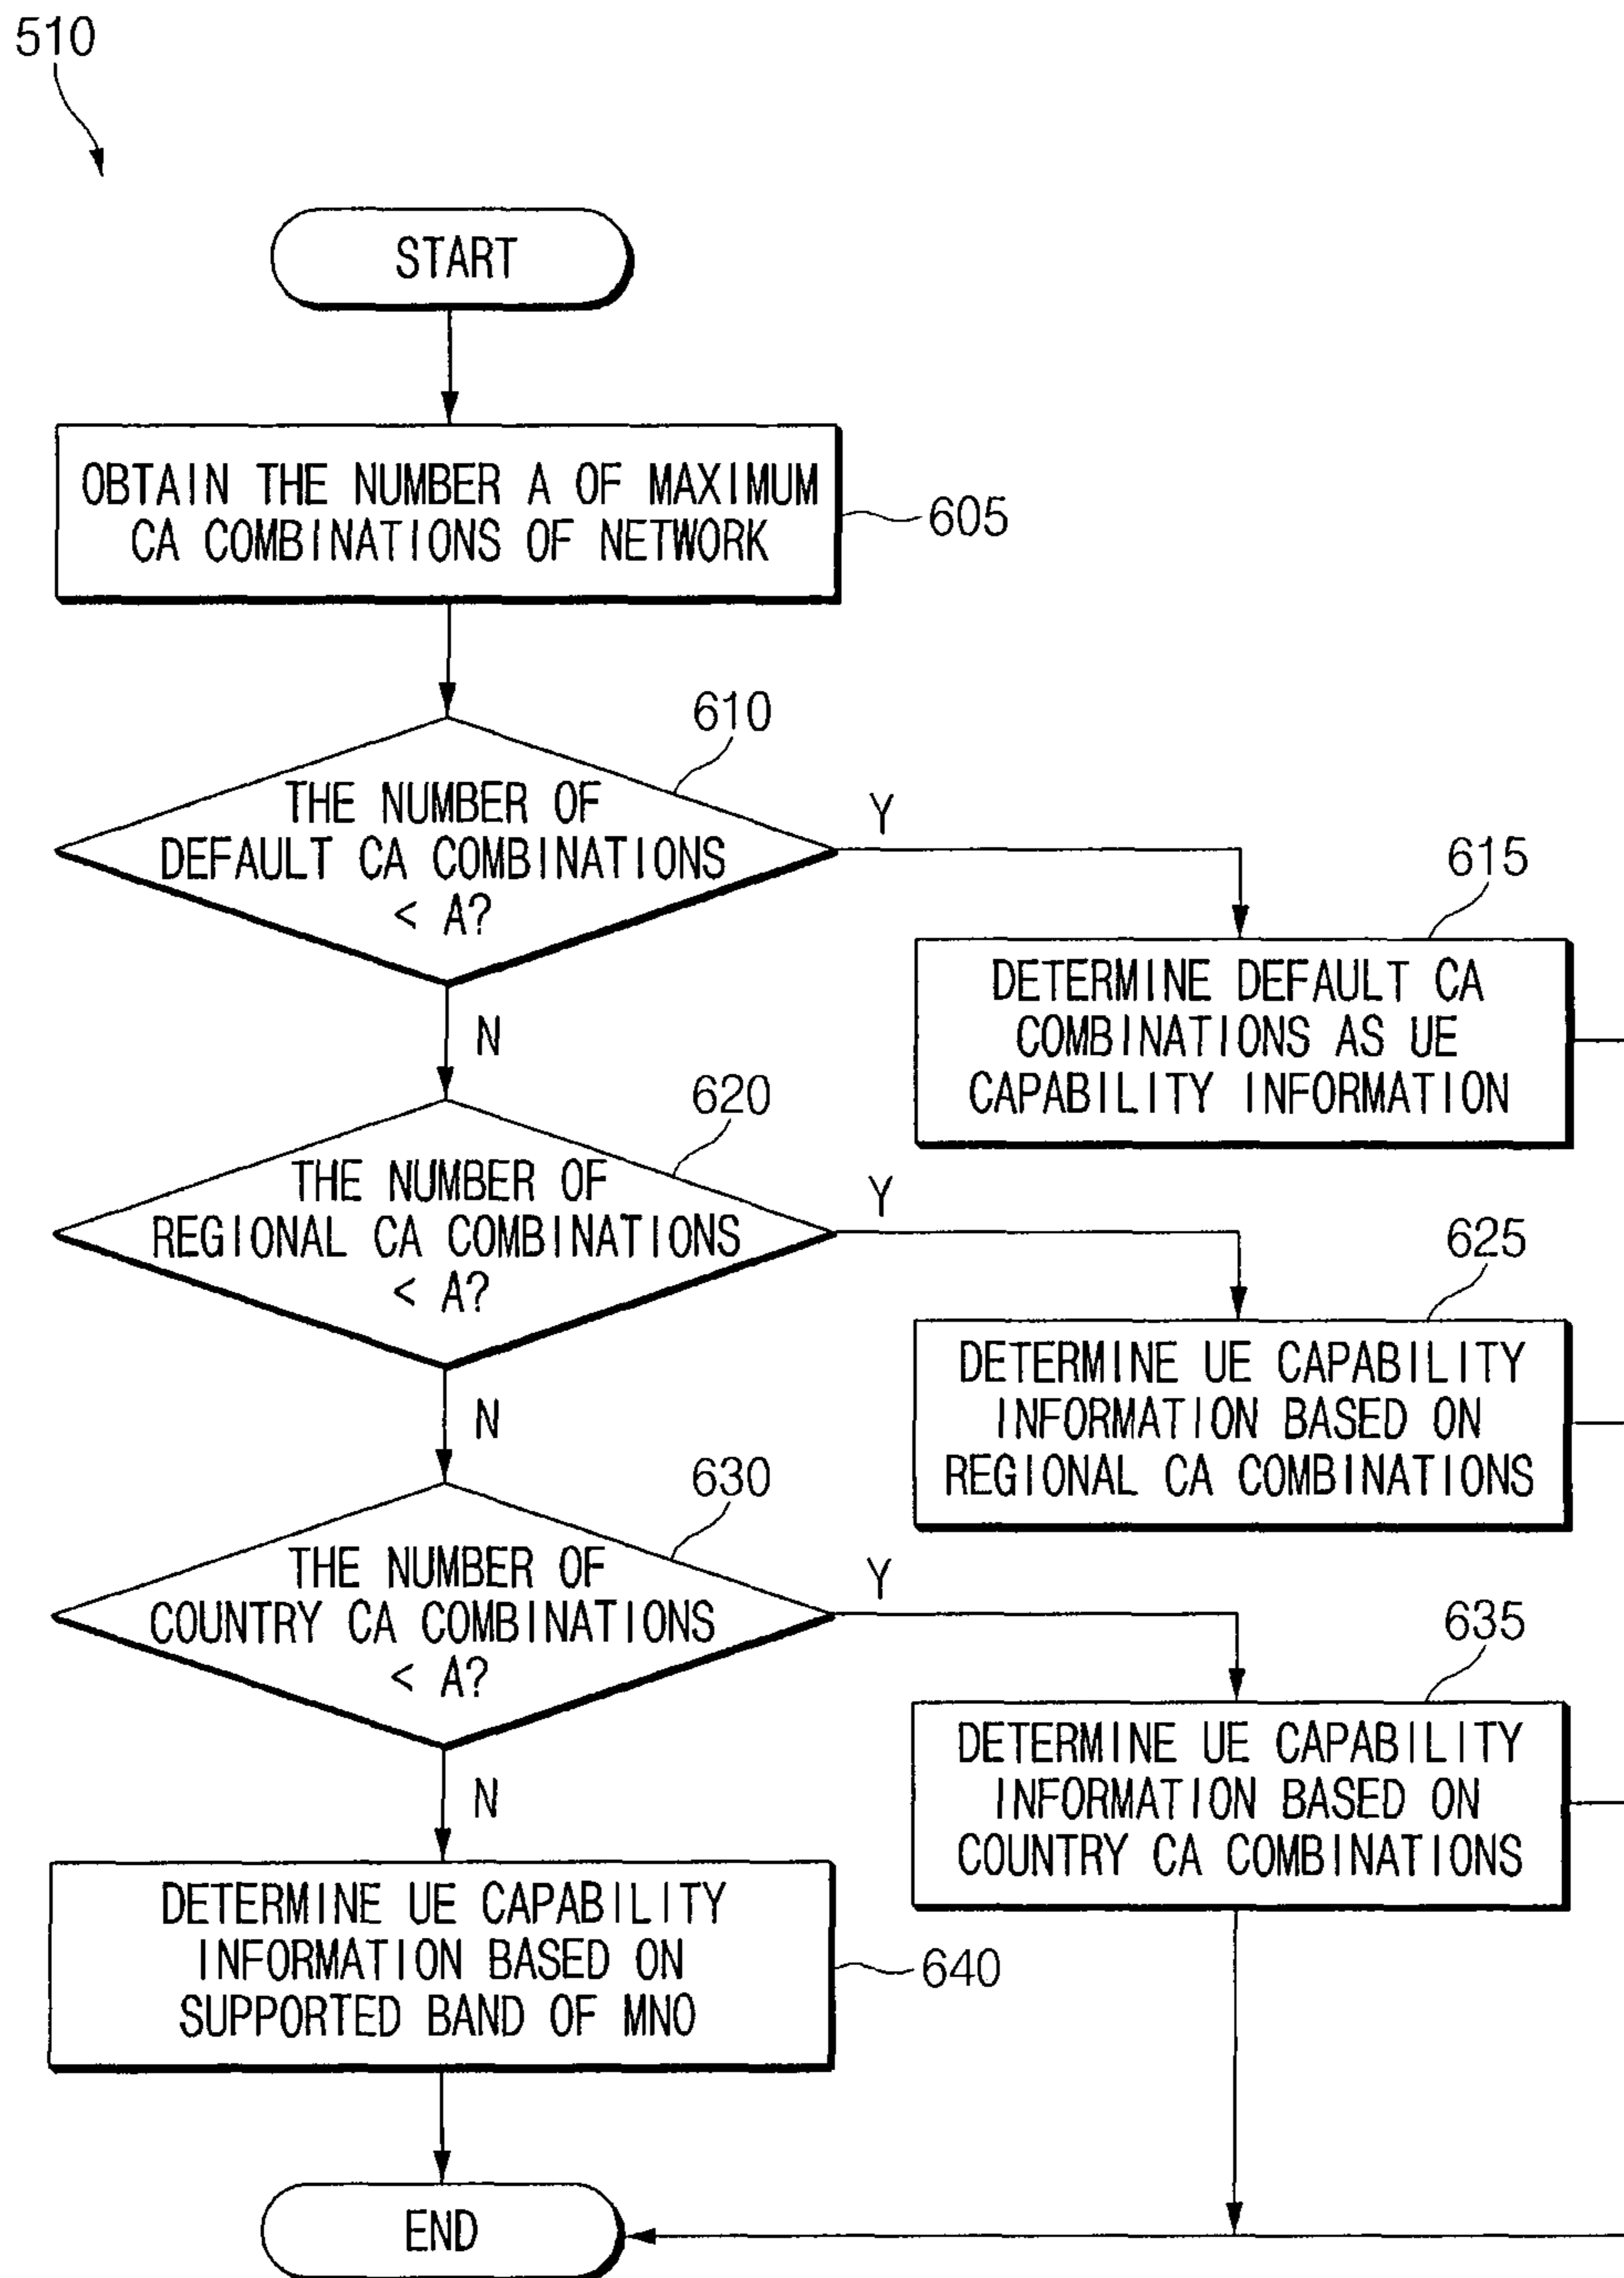 510
START
OBTAIN THE NUMBER A OF MAXIMUM
CA COMBINATIONS OF NETWORK
605
610
THE NUMBER OF
DEFAULT CA COMBINATIONS
< A?
Y
N
615
DETERMINE DEFAULT CA
COMBINATIONS AS UE
CAPABILITY INFORMATION
620
THE NUMBER OF
REGIONAL CA COMBINATIONS
< A?
Y
N
625
DETERMINE UE CAPABILITY
INFORMATION BASED ON
REGIONAL CA COMBINATIONS
630
THE NUMBER OF
COUNTRY CA COMBINATIONS
< A?
Y
N
635
DETERMINE UE CAPABILITY
INFORMATION BASED ON
COUNTRY CA COMBINATIONS
DETERMINE UE CAPABILITY
INFORMATION BASED ON
SUPPORTED BAND OF MNO
640
END